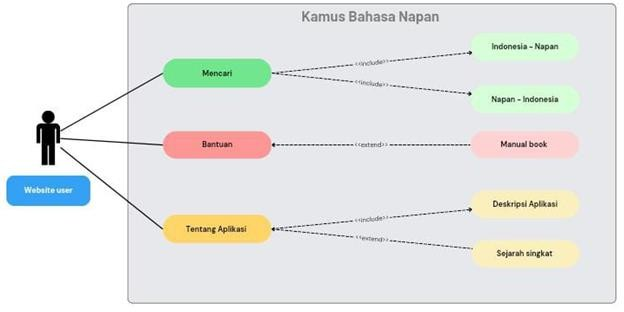 Kamus Bahasa Napan
Indonesia - Napan
<<include>>
Mencari
<<include>>
Napan - Indonesia
Bantuan
<<extend>>
Manual book
Website user
Deskripsi Aplikasi
<<include>>
Tentang Aplikasi
<<extend>>
Sejarah singkat